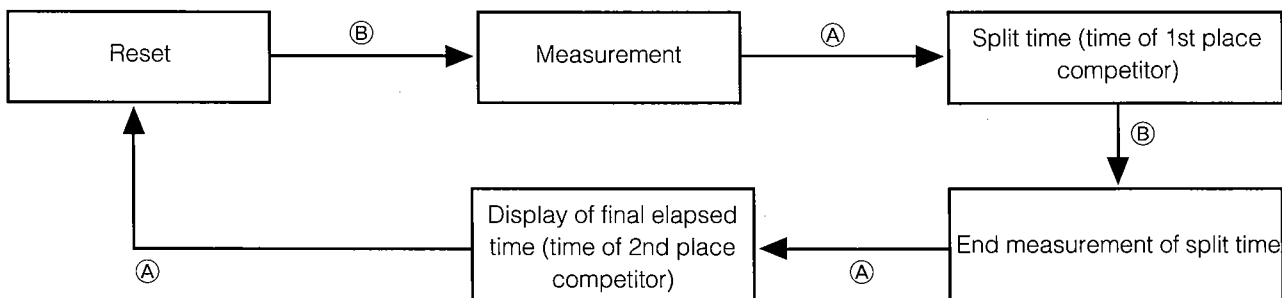 Reset
Ⓑ
Measurement
Ⓐ
Split time (time of 1st place
competitor)
Ⓑ
End measurement of split time
Ⓐ
Display of final elapsed
time (time of 2nd place
competitor)
Ⓐ